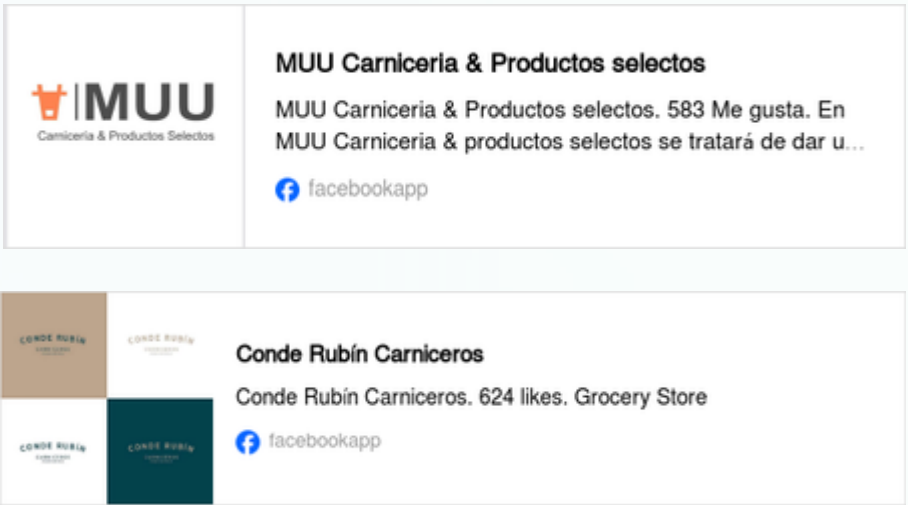 MUU
Carniceria & Productos Selectos
MUU Carniceria & Productos selectos
MUU Carniceria & Productos selectos. 583 Me gusta. En
MUU Carniceria & productos selectos se tratará de dar u...
facebookapp
CONDE RUBÍN
CONDE RUBÍN
CONDE RUBÍN
CONDE RUBÍN
Conde Rubín Carniceros
Conde Rubín Carniceros. 624 likes. Grocery Store
facebookapp